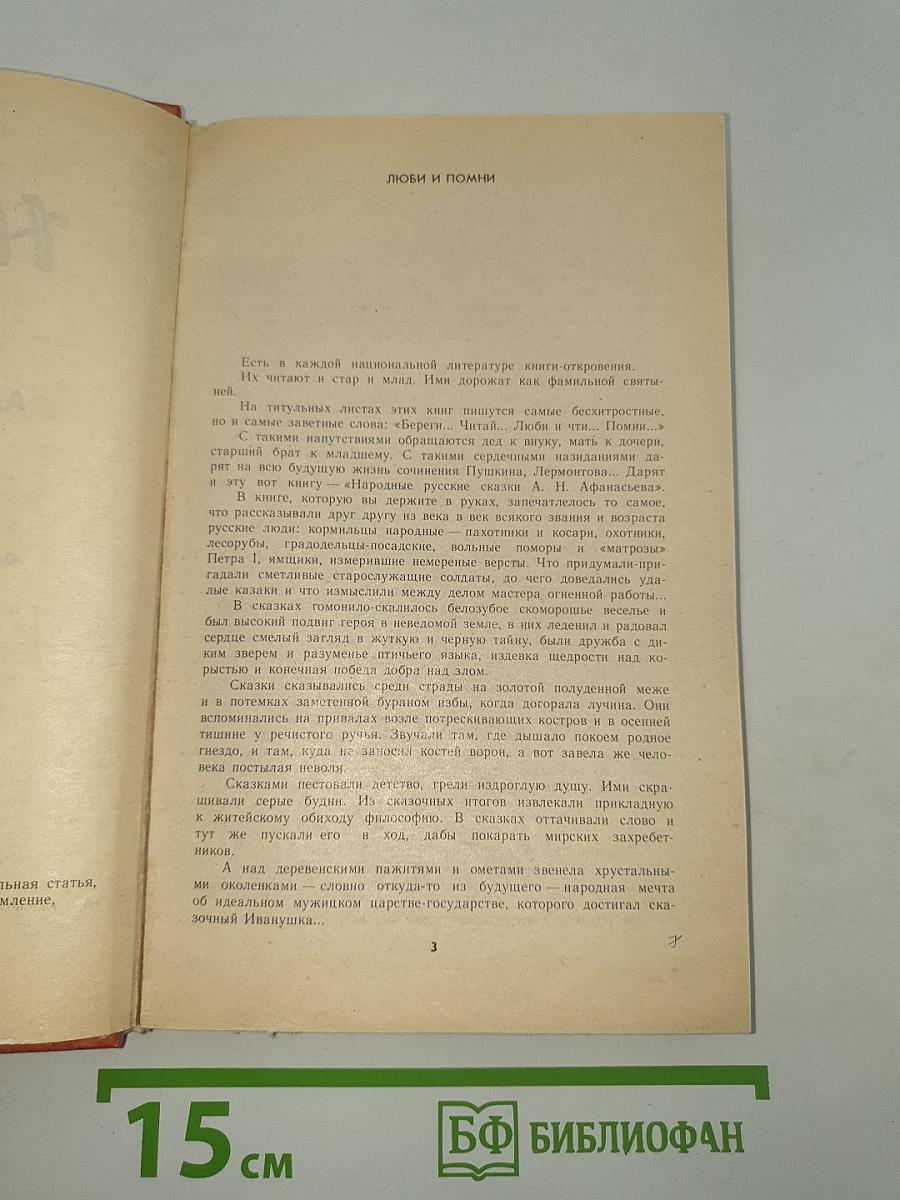 ЛЮБИ И ПОМНИ
Есть в каждой национальной литературе книги-откровения.
Их читают и стар и млад. Ими дорожат как фамильной святы-
ней.
На титульных листах этих книг пишутся самые бесхитростные,
но и самые заветные слова: «Береги... Читай... Люби и чти... Помни...»
С такими напутствиями обращаются дед к внуку, мать к дочери,
старший брат к младшему. С такими сердечными назиданиями да-
рят на всю будущую жизнь сочинения Пушкина, Лермонтова... Дарят
и эту вот книгу — «Народные русские сказки А. Н. Афанасьева».
В книге, которую вы держите в руках, запечатлелось то самое,
что рассказывали друг другу из века в век всякого звания и возраста
русские люди: кормильцы народные — пахотники и косари, охотники,
лесорубы, градодельцы-посадские, вольные поморы и «матрозы»
Петра I, ямщики, измерившие немереные версты. Что придумали-при-
гадали сметливые старослужащие солдаты, до чего доведались уда-
лые казаки и что измыслили между делом мастера огненной работы...
В сказках гомонило-скалилось белозубое скоморошье веселье и
был высокий подвиг героя в неведомой земле, в них леденил и радовал
сердце смелый загляд в жуткую и черную тайну, были дружба с ди-
ким зверем и разуменье птичьего языка, издевка щедрости над ко-
рыстью и конечная победа добра над злом.
Сказки сказывались среди страды на золотой полуденной меже
и в потемках заметенной бураном избы, когда догорала лучина. Они
вспоминались на привалах возле потрескивающих костров и в осенней
тишине у речистого ручья. Звучали там, где дышало покоем родное
гнездо, и там, куда не заносил костей ворон, а вот завела же чело-
века постылая неволя.
Сказками пестовали детство, грели издроглую душу. Ими скра-
шивали серые будни. Из сказочных итогов извлекали прикладную
к житейскому обиходу философию. В сказках оттачивали слово и
тут же пускали его в ход, дабы покарать мирских захребет-
ников.
А над деревенскими пажитями и ометами звенела хрустальны-
ми околенками — словно откуда-то из будущего — народная мечта
об идеальном мужицком царстве-государстве, которого достигал ска-
зочный Иванушка...
3
льная статья,
мление,
15 см
БФ БИБЛИОФАН